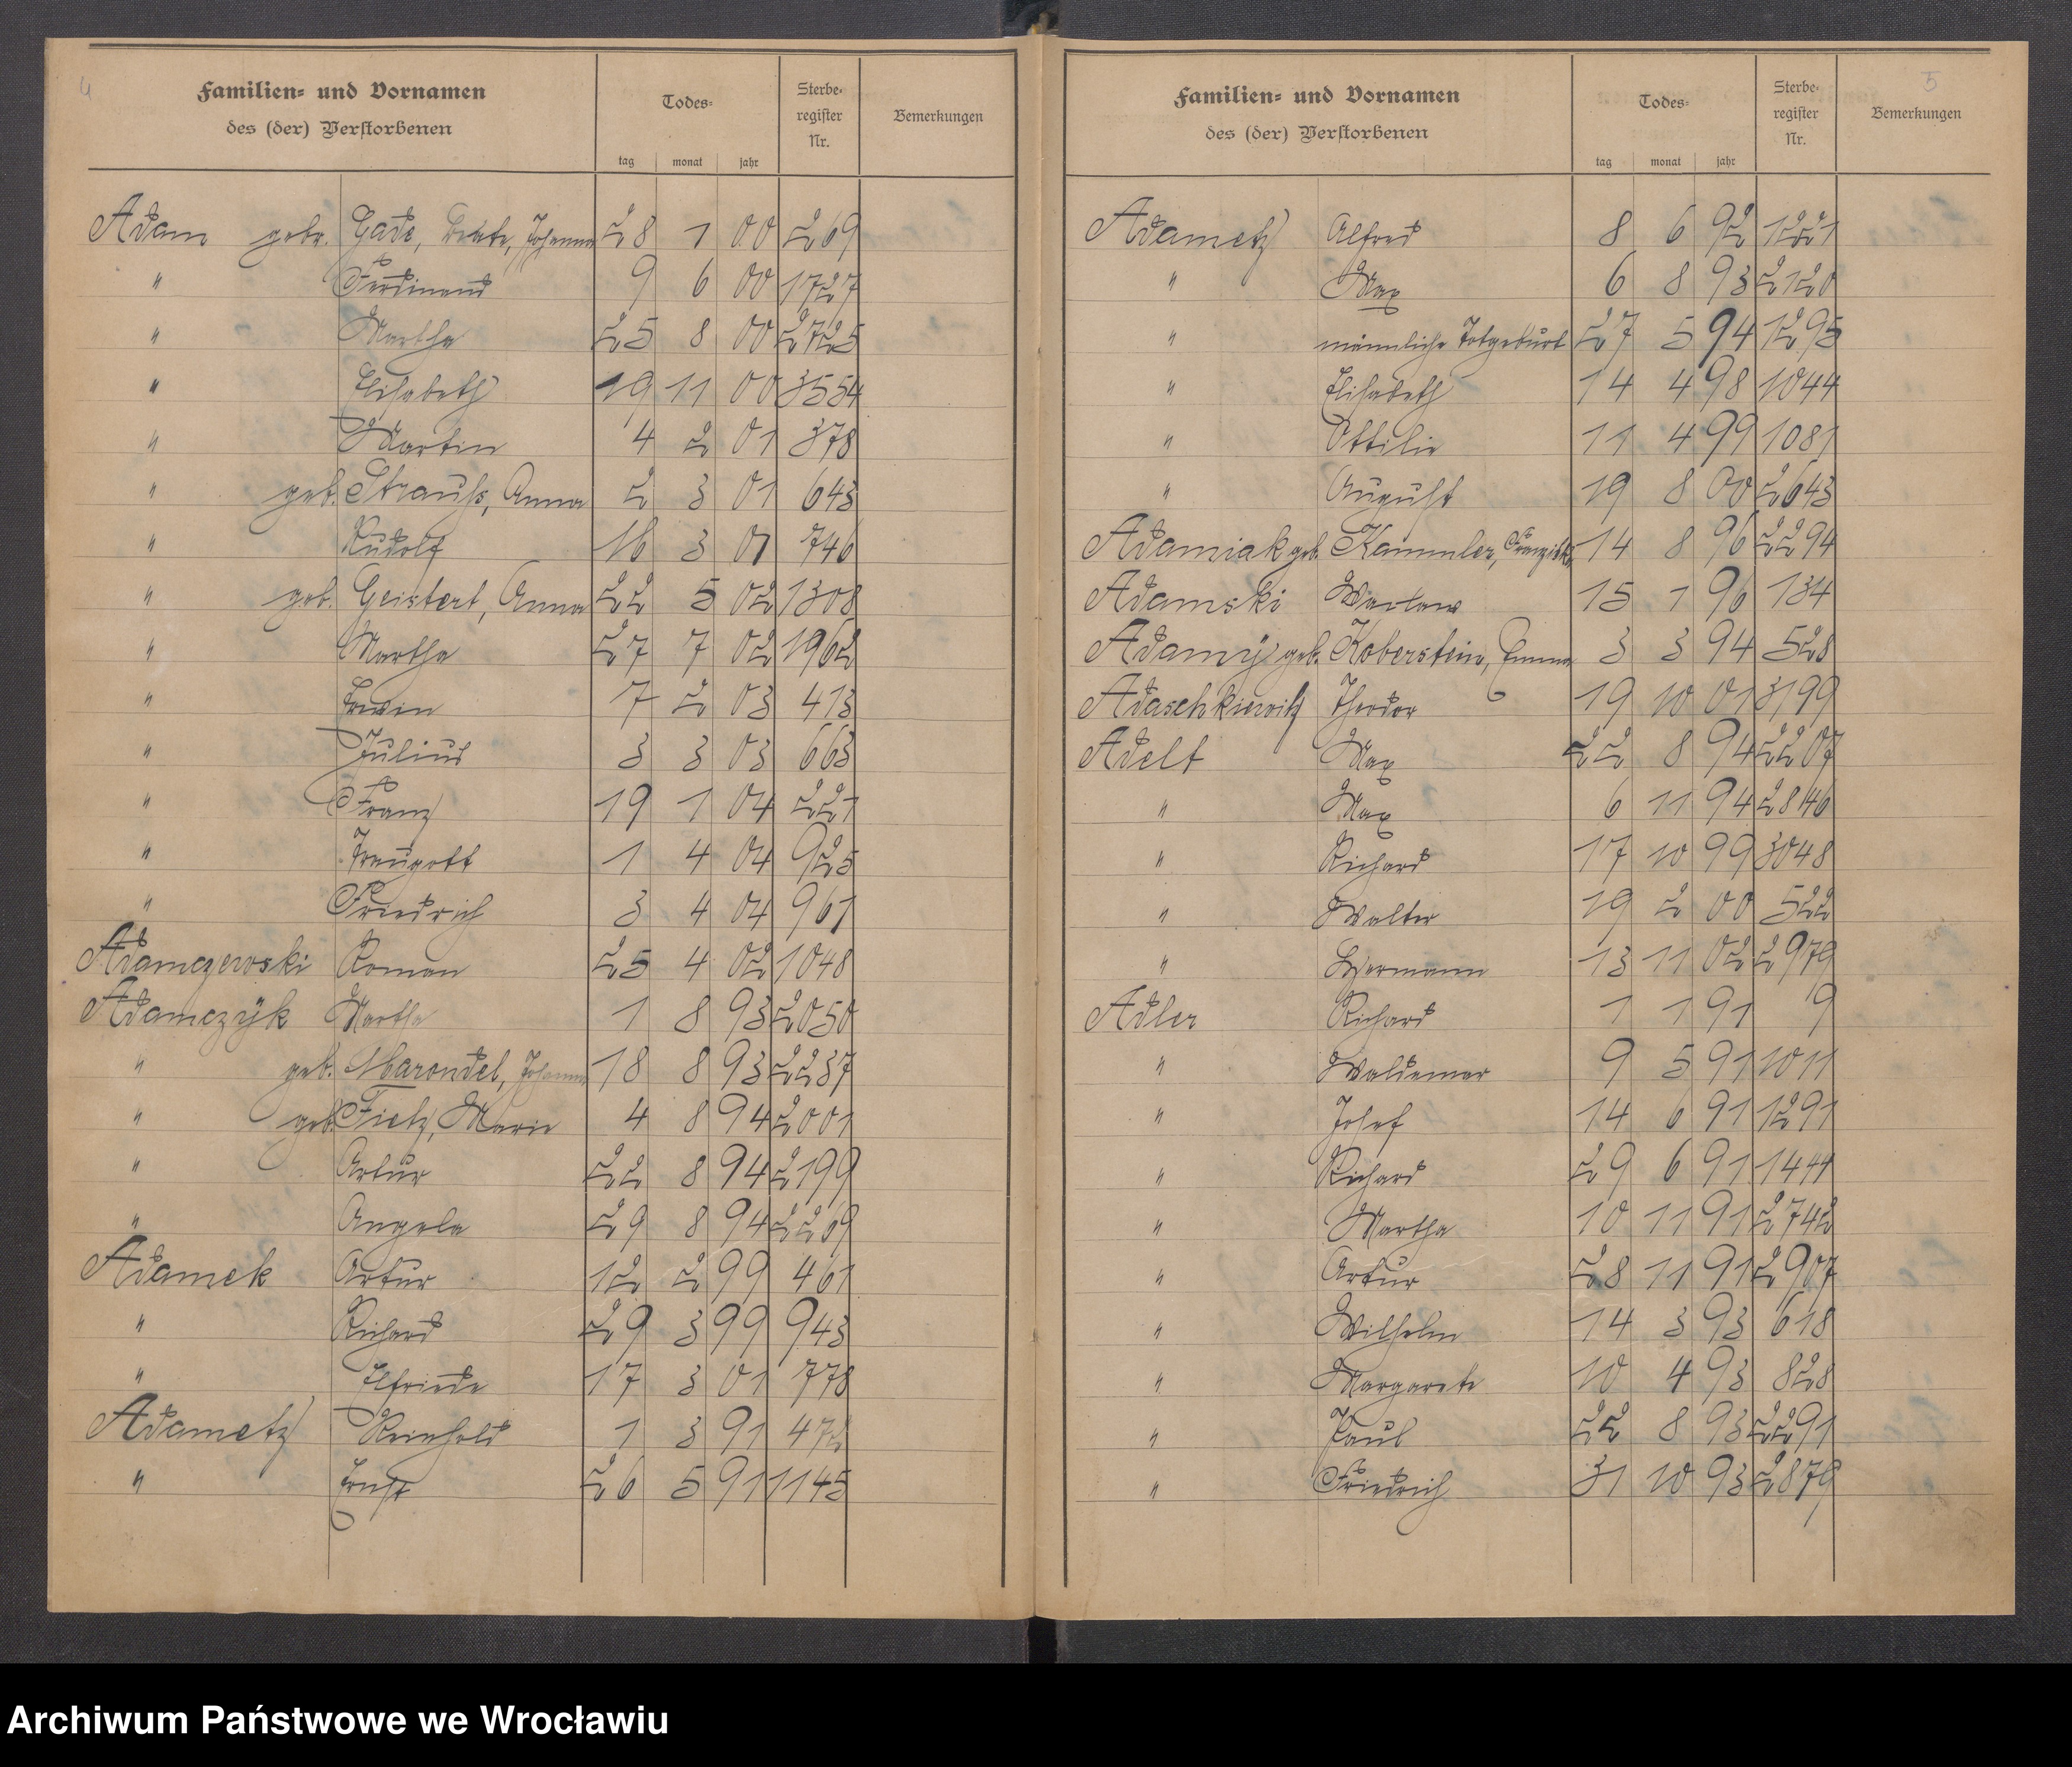 4
Familien- und Vornamen
des (der) Verstorbenen
Todes-
tag monat jahr
Sterbe-
register
Nr.
Bemerkungen
Adam geb. Gade, Beate, Johanna 28 1 00 269
" Ferdinand 9 6 00 1727
" Martha 25 8 00 2725
" Elisabeth 19 11 00 3554
" Martin 4 2 01 378
" geb. Strauß, Anna 2 3 01 643
" Rudolf 16 3 01 746
" geb. Geistert, Anna 22 5 02 1308
" Martha 27 7 02 1962
" Erwin 7 2 03 413
" Julius 3 3 03 663
" Franz 19 1 04 221
" Traugott 1 4 04 925
" Friedrich 3 4 04 961
Adamczewski Roman 25 4 02 1048
Adamczyk Martha 1 8 93 2050
" geb. Marondel, Johanna 18 8 93 2237
" geb. Tietz, Marie 4 8 94 2001
" Artur 22 8 94 2199
" Angela 29 8 94 2269
Adamek Artur 12 2 99 461
" Richard 29 3 99 943
" Elfriede 17 3 01 778
Adametz Reinhold 1 3 91 472
" Ernst 26 5 91 1145
5
Familien- und Vornamen
des (der) Verstorbenen
Todes-
tag monat jahr
Sterbe-
register
Nr.
Bemerkungen
Adametz Alfred 8 6 92 1221
" Max 6 8 93 2120
" männliche Totgeburt 27 5 94 1295
" Elisabeth 14 4 98 1044
" Ottilie 11 4 99 1081
" August 19 8 00 2643
Adamiak geb. Kammler, Franziska 14 8 96 2294
Adamski Waclaw 15 1 96 134
Adamy geb. Koberstein, Emma 3 3 94 528
Adaschkiewitz Theodor 19 10 01 3199
Adelt Max 22 8 94 2207
" Max 6 11 94 2846
" Richard 17 10 99 3048
" Walter 19 2 00 522
" Hermann 13 11 02 2979
Adler Richard 1 1 91 9
" Waldemar 9 5 91 1011
" Josef 14 6 91 1291
" Richard 29 6 91 1444
" Martha 10 11 91 2742
" Artur 28 11 91 2907
" Wilhelm 14 3 93 618
" Margarete 10 4 93 828
" Paul 22 8 93 2291
" Friedrich 31 10 93 2879
Archiwum Państwowe we Wrocławiu